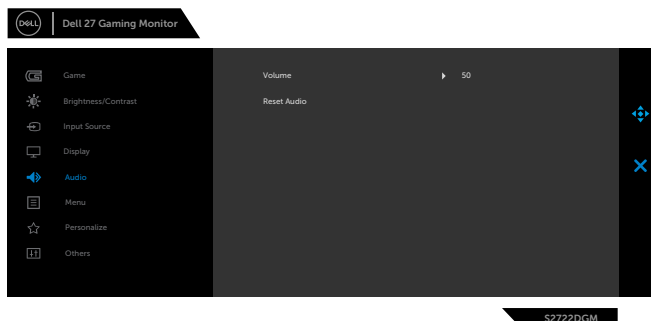 DELL
Dell 27 Gaming Monitor
Game
Volume 50
Brightness/Contrast
Reset Audio
Input Source
Display
Audio
Menu
Personalize
Others
S2722DGM